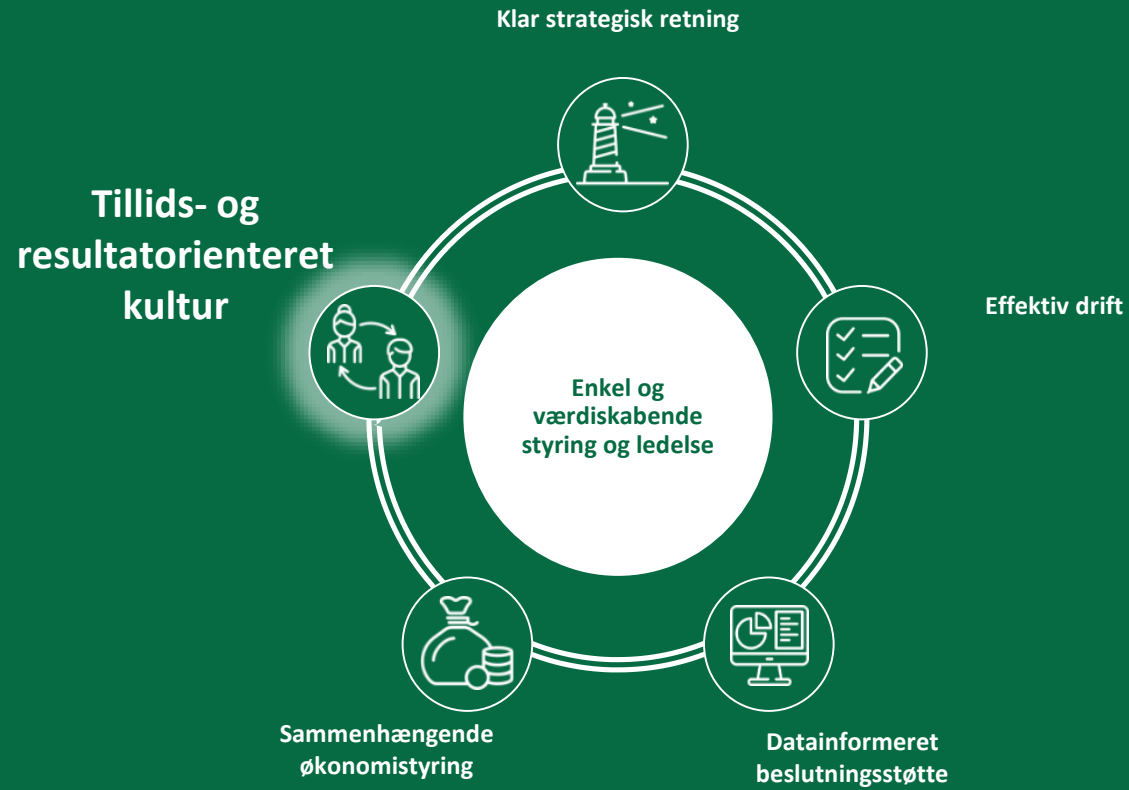 Klar strategisk retning
Tillids- og
resultatorienteret
kultur
Effektiv drift
Enkel og
værdiskabende
styring og ledelse
Sammenhængende
økonomistyring
Datainformeret
beslutningsstøtte